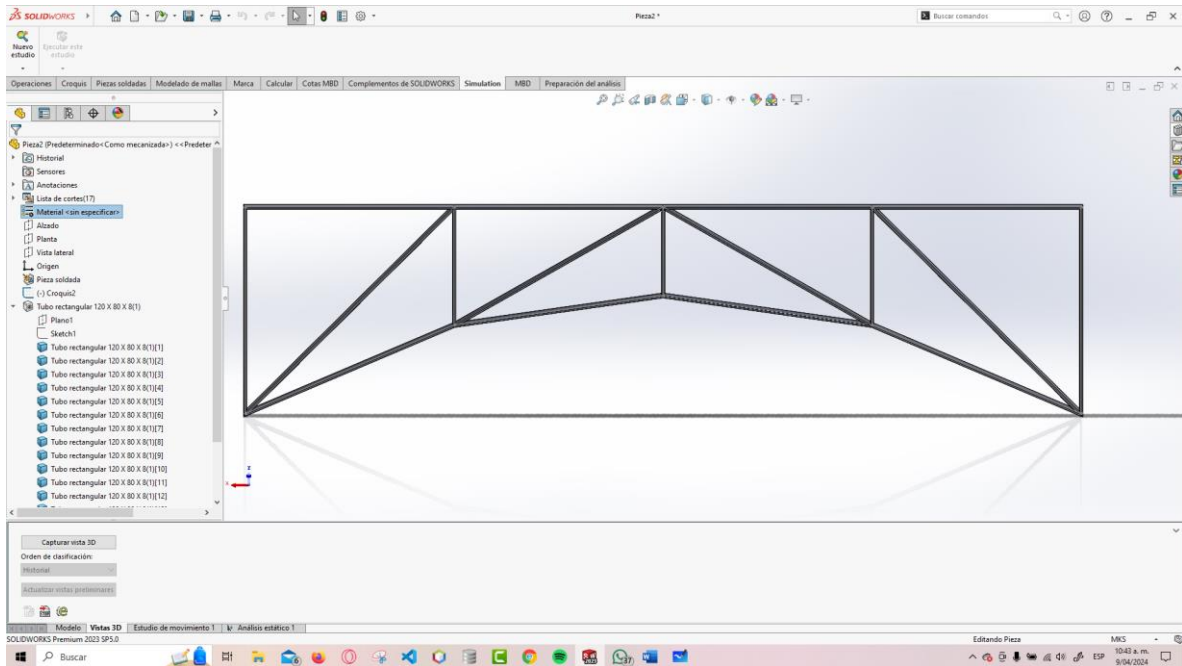 SOLIDWORKS
Pieza2 *
Buscar comandos
Nuevo estudio
Ejecutar este estudio
Operaciones Croquis Piezas soldadas Modelado de mallas Marca Calcular Cotas MBD Complementos de SOLIDWORKS Simulation MBD Preparación del análisis
Pieza2 (Predeterminado<Como mecanizada>) <<Predeter
Historial
Sensores
Anotaciones
Lista de cortes(17)
Material <sin especificar>
Alzado
Planta
Vista lateral
Origen
Pieza soldada
(-) Croquis2
Tubo rectangular 120 X 80 X 8(1)
Plano1
Sketch1
Tubo rectangular 120 X 80 X 8(1)[1]
Tubo rectangular 120 X 80 X 8(1)[2]
Tubo rectangular 120 X 80 X 8(1)[3]
Tubo rectangular 120 X 80 X 8(1)[4]
Tubo rectangular 120 X 80 X 8(1)[5]
Tubo rectangular 120 X 80 X 8(1)[6]
Tubo rectangular 120 X 80 X 8(1)[7]
Tubo rectangular 120 X 80 X 8(1)[8]
Tubo rectangular 120 X 80 X 8(1)[9]
Tubo rectangular 120 X 80 X 8(1)[10]
Tubo rectangular 120 X 80 X 8(1)[11]
Tubo rectangular 120 X 80 X 8(1)[12]
Capturar vista 3D
Orden de clasificación:
Historial
Actualizar vistas preliminares
Modelo Vistas 3D Estudio de movimiento 1 Análisis estático 1
SOLIDWORKS Premium 2023 SP5.0
Editando Pieza
MKS
Buscar
ESP
10:43 a. m.
9/04/2024